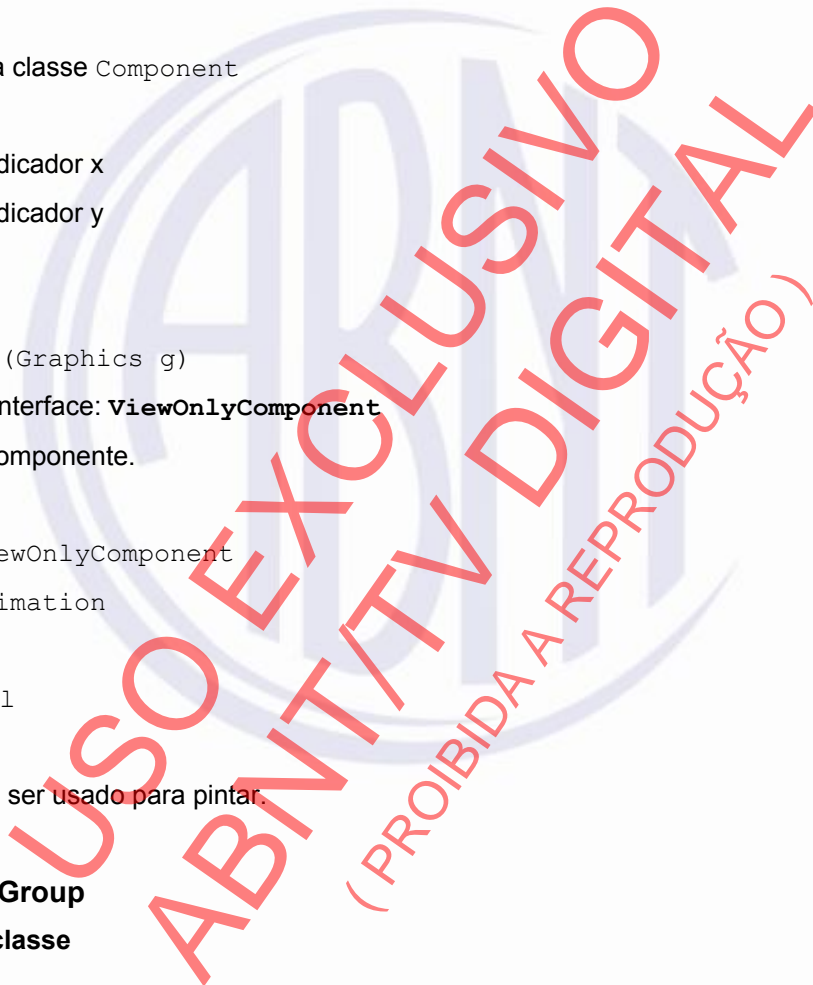 a classe Component
dicador x
dicador y
(Graphics g)
nterface: ViewOnlyComponent
omponente.
ewOnlyComponent
imation
l
ser usado para pintar.
Group
classe
ABNT
USO EXCLUSIVO
ABNT/TV DIGITAL
( PROIBIDA A REPRODUÇÃO )